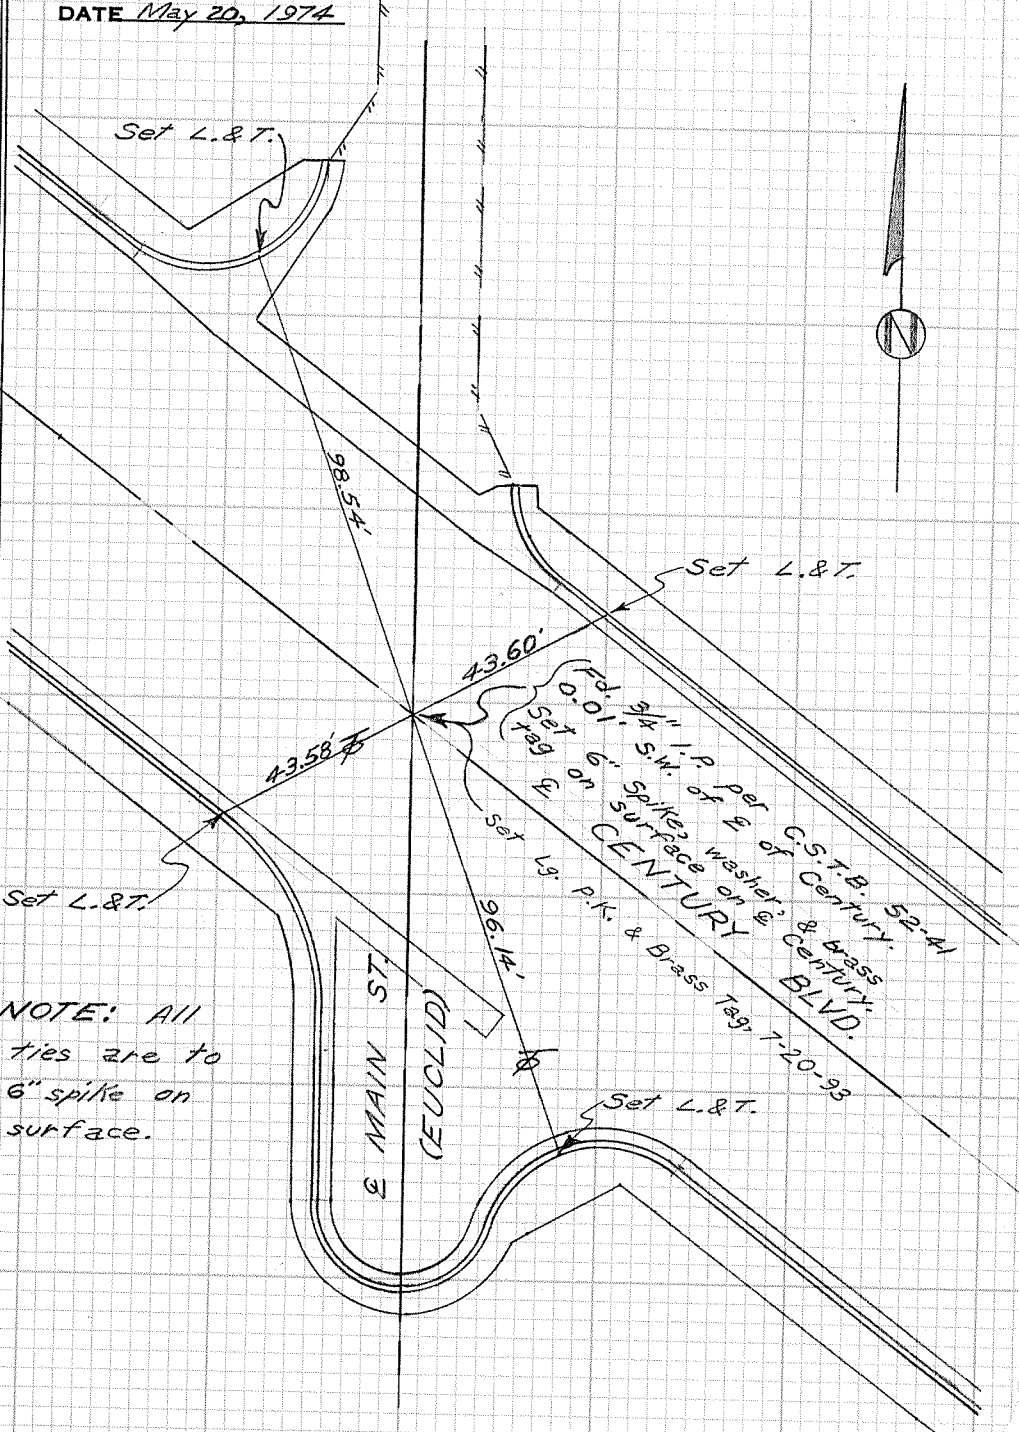 DATE May 20, 1974
Set L.&T.
N
98.54'
Set L.&T.
43.60'
(Fd. 3/4" I.P. per C.S.T.B. 52-41
0.01' S.W. of ℄ of Century.
(Set 6" Spike, washer, & brass
tag on surface on ℄ Century.
℄ CENTURY BLVD.
Set Lg. P.K. & Brass Tag, 7-20-93
43.58'
Set L.&T.
96.14'
NOTE: All
ties are to
6" spike on
surface.
℄ MAIN ST.
(EUCLID)
Set L.&T.